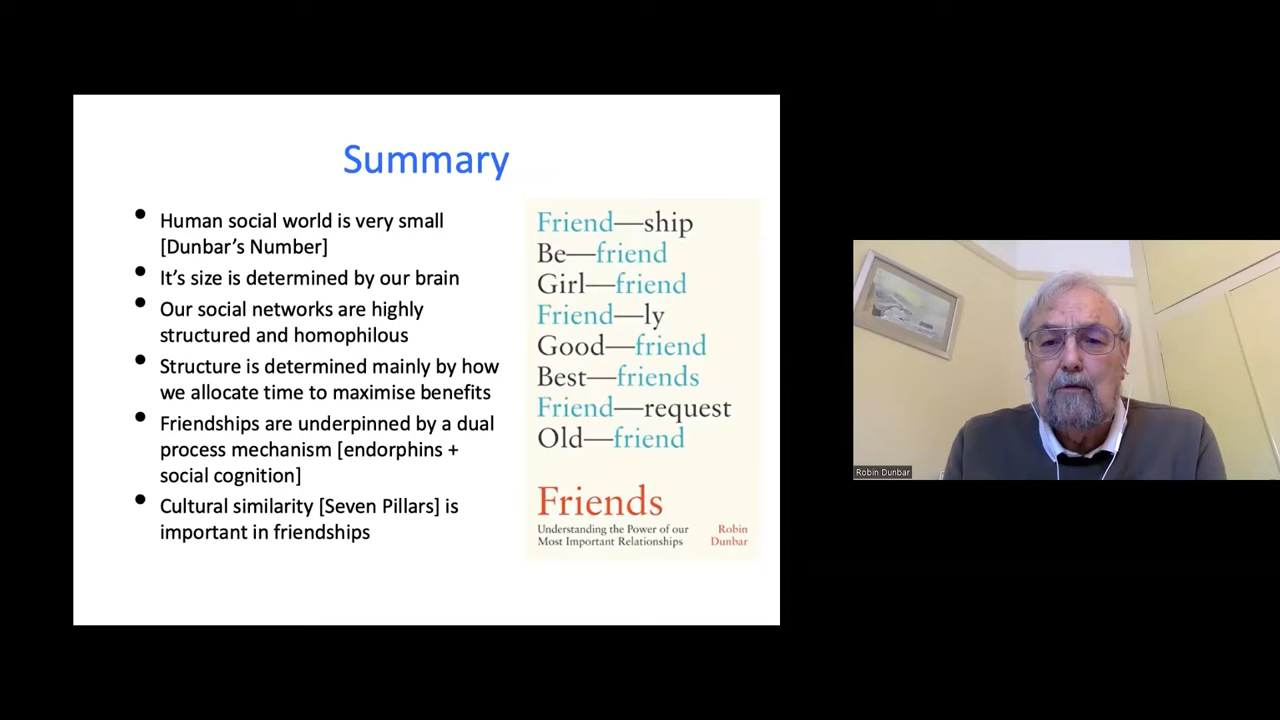 Summary
• Human social world is very small
[Dunbar’s Number]
• It’s size is determined by our brain
• Our social networks are highly
structured and homophilous
• Structure is determined mainly by how
we allocate time to maximise benefits
• Friendships are underpinned by a dual
process mechanism [endorphins +
social cognition]
• Cultural similarity [Seven Pillars] is
important in friendships
Friend—ship
Be—friend
Girl—friend
Friend—ly
Good—friend
Best—friends
Friend—request
Old—friend
Friends
Understanding the Power of our
Most Important Relationships
Robin
Dunbar
Robin Dunbar